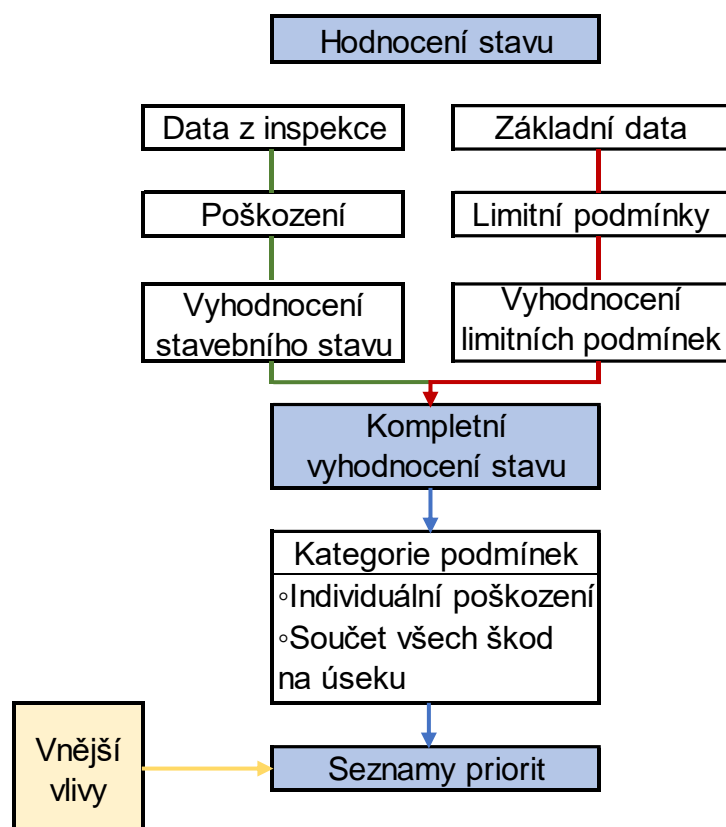 Hodnocení stavu
Data z inspekce
Základní data
Poškození
Limitní podmínky
Vyhodnocení
stavebního stavu
Vyhodnocení
limitních podmínek
Kompletní
vyhodnocení stavu
Kategorie podmínek
◦Individuální poškození
◦Součet všech škod
na úseku
Vnější
vlivy
Seznamy priorit